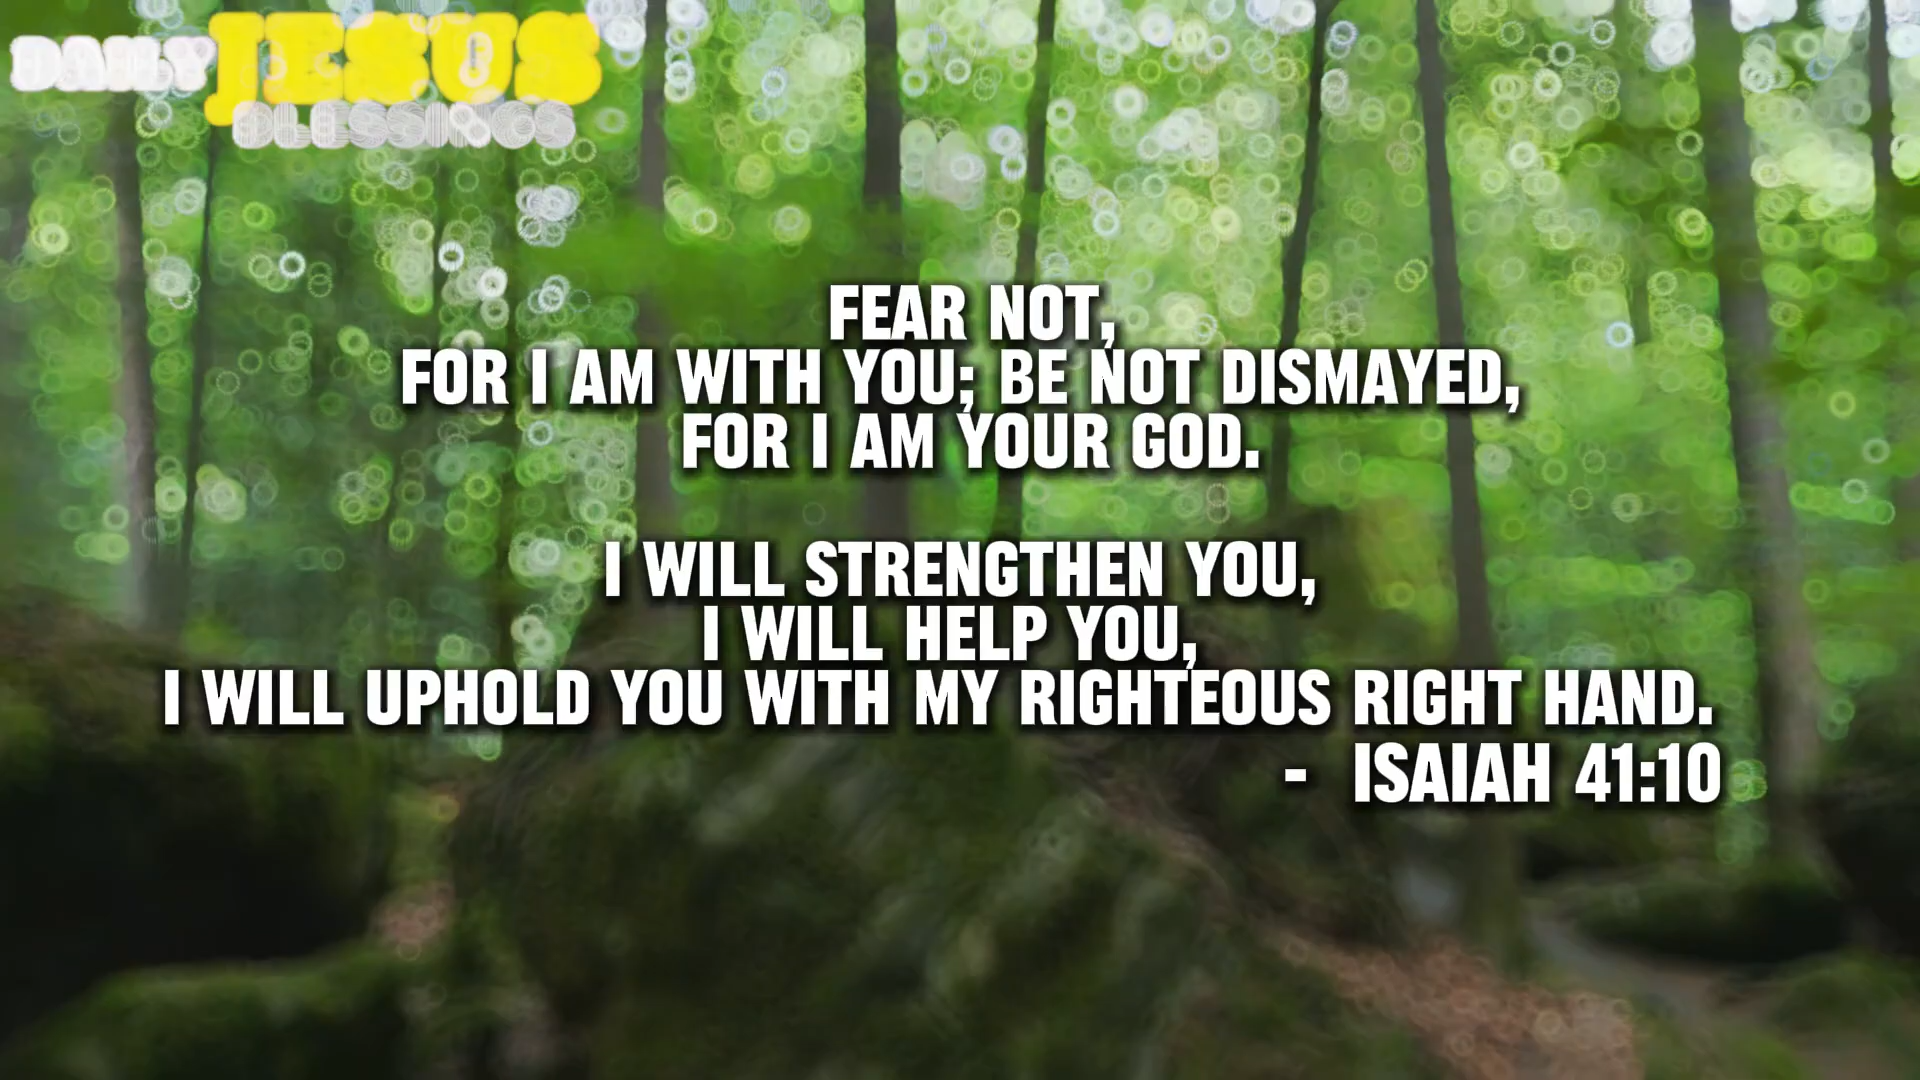 DAILY JESUS
BLESSINGS
FEAR NOT,
FOR I AM WITH YOU; BE NOT DISMAYED,
FOR I AM YOUR GOD.
I WILL STRENGTHEN YOU,
I WILL HELP YOU,
I WILL UPHOLD YOU WITH MY RIGHTEOUS RIGHT HAND.
- ISAIAH 41:10